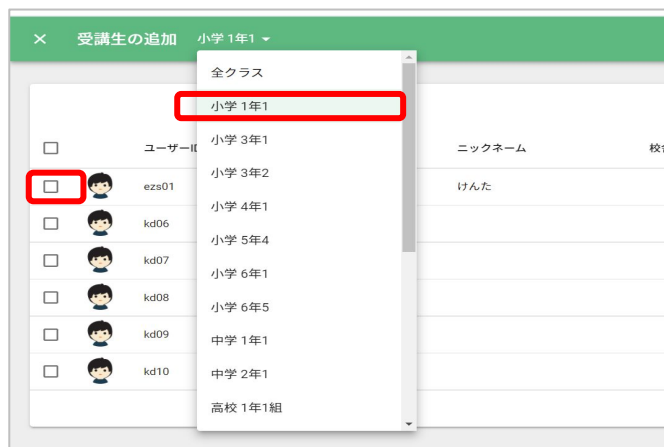 × 受講生の追加 小学 1年1
全クラス
小学 1年1
小学 3年1
小学 3年2
小学 4年1
小学 5年4
小学 6年1
小学 6年5
中学 1年1
中学 2年1
高校 1年1組
ユーザーID ニックネーム
ezs01 けんた
kd06
kd07
kd08
kd09
kd10